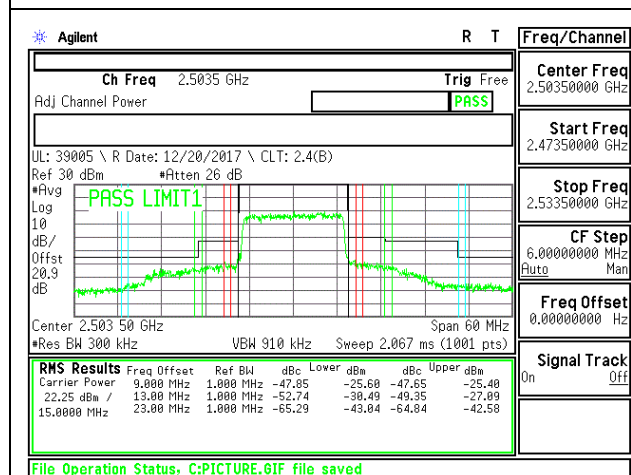 Agilent R T
Ch Freq 2.5035 GHz Trig Free
Adj Channel Power PASS
UL: 39005 \ R Date: 12/20/2017 \ CLT: 2.4(B)
Ref 30 dBm #Atten 26 dB
#Avg
Log
10
dB/
Offst
20.9
dB
PASS LIMIT1
Center 2.503 50 GHz Span 60 MHz
#Res BW 300 kHz VBW 910 kHz Sweep 2.067 ms (1001 pts)
RMS Results Freq Offset Ref BW dBc Lower dBm dBc Upper dBm
Carrier Power 9.000 MHz 1.000 MHz -47.85 -25.60 -47.65 -25.40
22.25 dBm / 13.00 MHz 1.000 MHz -52.74 -30.49 -49.35 -27.09
15.0000 MHz 23.00 MHz 1.000 MHz -65.29 -43.04 -64.84 -42.58
File Operation Status, C:PICTURE.GIF file saved
Freq/Channel
Center Freq
2.50350000 GHz
Start Freq
2.47350000 GHz
Stop Freq
2.53350000 GHz
CF Step
6.00000000 MHz
Auto Man
Freq Offset
0.00000000 Hz
Signal Track
On Off